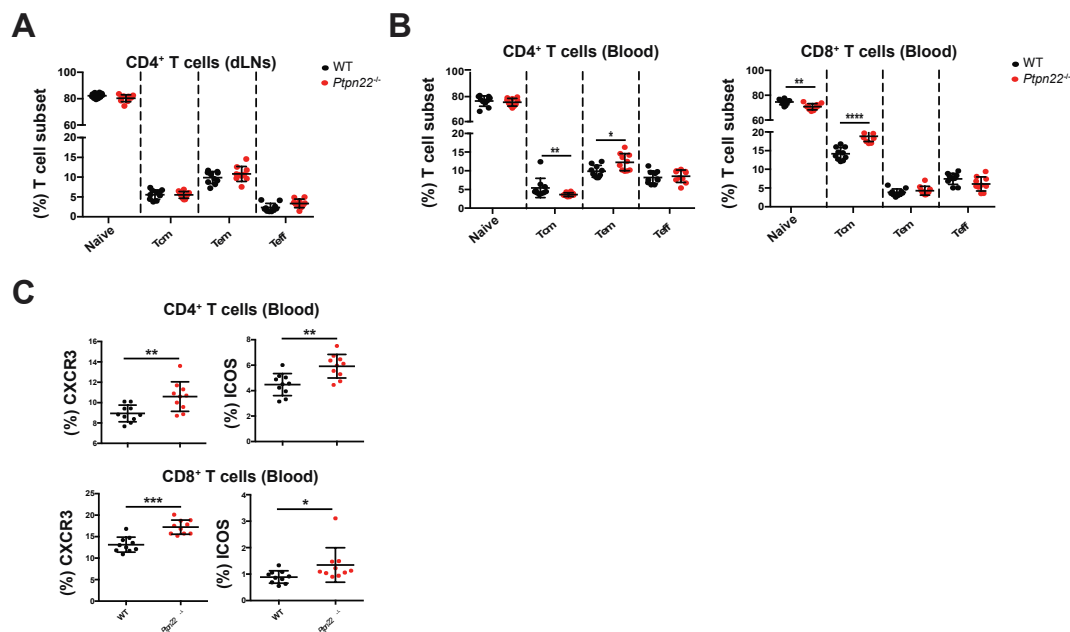 A
CD4⁺ T cells (dLNs)
WT
Ptpn22⁻/⁻
(%) T cell subset
100
80
60
20
15
10
5
0
Naive
Tcm
Tem
Teff
B
CD4⁺ T cells (Blood)
(%) T cell subset
100
80
60
20
15
10
5
0
**
*
Naive
Tcm
Tem
Teff
CD8⁺ T cells (Blood)
WT
Ptpn22⁻/⁻
(%) T cell subset
100
80
60
20
15
10
5
0
**
****
Naive
Tcm
Tem
Teff
C
CD4⁺ T cells (Blood)
(%) CXCR3
16
14
12
10
8
6
**
(%) ICOS
8
6
4
2
0
**
CD8⁺ T cells (Blood)
(%) CXCR3
25
20
15
10
5
0
***
WT
Ptpn22 ⁻/⁻
(%) ICOS
4
3
2
1
0
*
WT
Ptpn22 ⁻/⁻